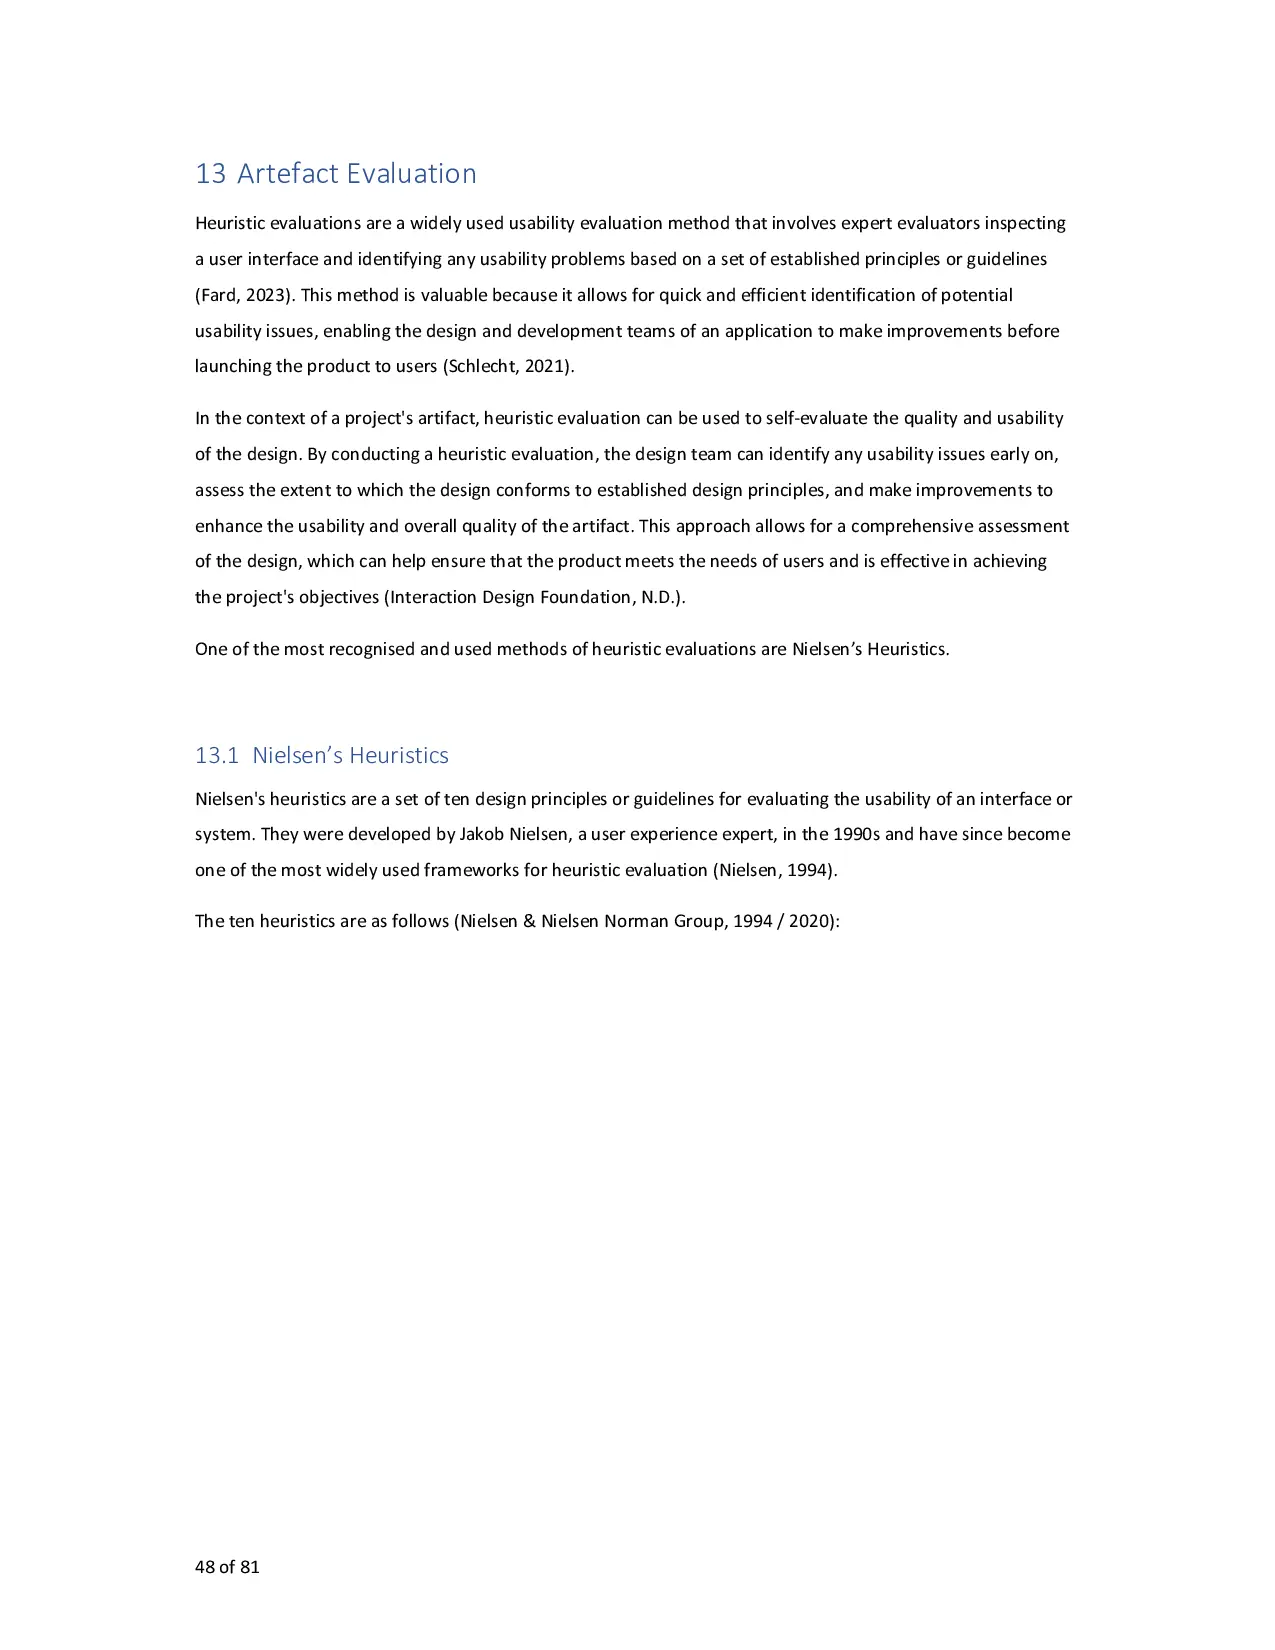 13 Artefact Evaluation
Heuristic evaluations are a widely used usability evaluation method that involves expert evaluators inspecting
a user interface and identifying any usability problems based on a set of established principles or guidelines
(Fard, 2023). This method is valuable because it allows for quick and efficient identification of potential
usability issues, enabling the design and development teams of an application to make improvements before
launching the product to users (Schlecht, 2021).
In the context of a project's artifact, heuristic evaluation can be used to self-evaluate the quality and usability
of the design. By conducting a heuristic evaluation, the design team can identify any usability issues early on,
assess the extent to which the design conforms to established design principles, and make improvements to
enhance the usability and overall quality of the artifact. This approach allows for a comprehensive assessment
of the design, which can help ensure that the product meets the needs of users and is effective in achieving
the project's objectives (Interaction Design Foundation, N.D.).
One of the most recognised and used methods of heuristic evaluations are Nielsen’s Heuristics.
13.1 Nielsen’s Heuristics
Nielsen's heuristics are a set of ten design principles or guidelines for evaluating the usability of an interface or
system. They were developed by Jakob Nielsen, a user experience expert, in the 1990s and have since become
one of the most widely used frameworks for heuristic evaluation (Nielsen, 1994).
The ten heuristics are as follows (Nielsen & Nielsen Norman Group, 1994 / 2020):
48 of 81